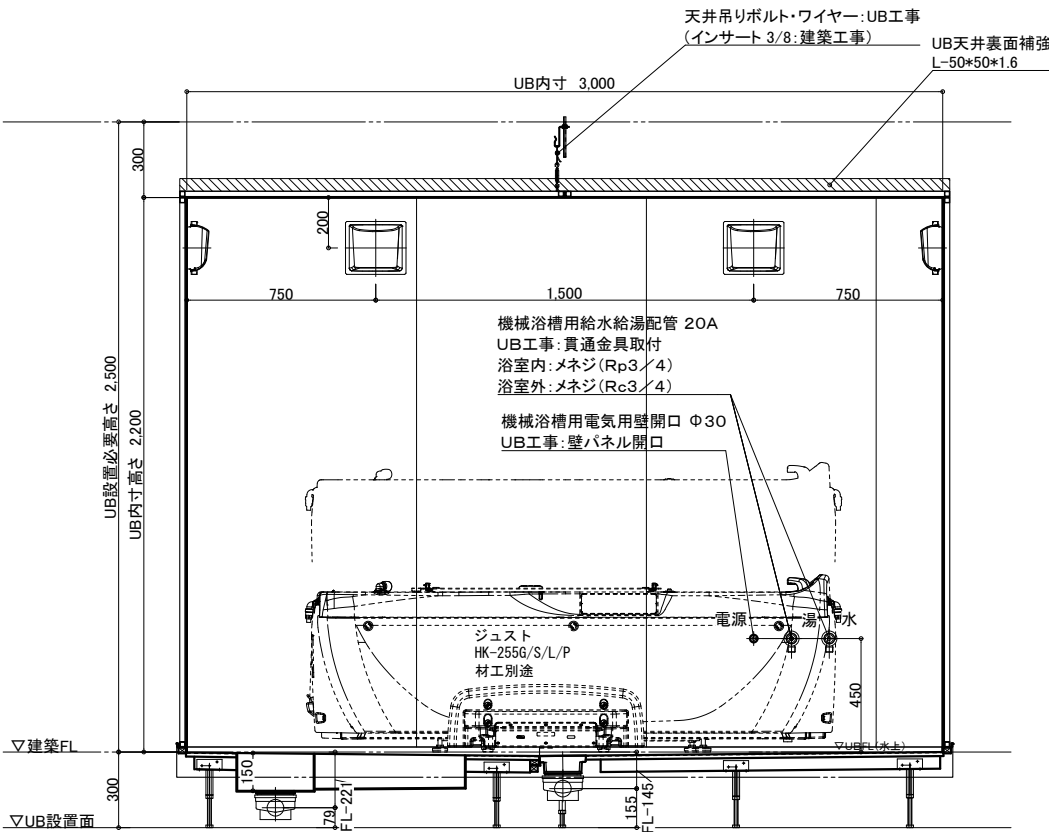 天井吊りボルト・ワイヤー:UB工事
(インサート 3/8:建築工事)
UB天井裏面補強
L-50*50*1.6
UB内寸 3,000
300
200
750
1,500
750
機械浴槽用給水給湯配管 20A
UB工事:貫通金具取付
浴室内:メネジ(Rp3/4)
浴室外:メネジ(Rc3/4)
機械浴槽用電気用壁開口 Φ30
UB工事:壁パネル開口
UB設置必要高さ 2,500
UB内寸高さ 2,200
電源
湯
水
ジュスト
HK-255G/S/L/P
材工別途
450
▽建築FL
▽UBFL(水上)
300
150
79
FL-221
155
FL-145
▽UB設置面